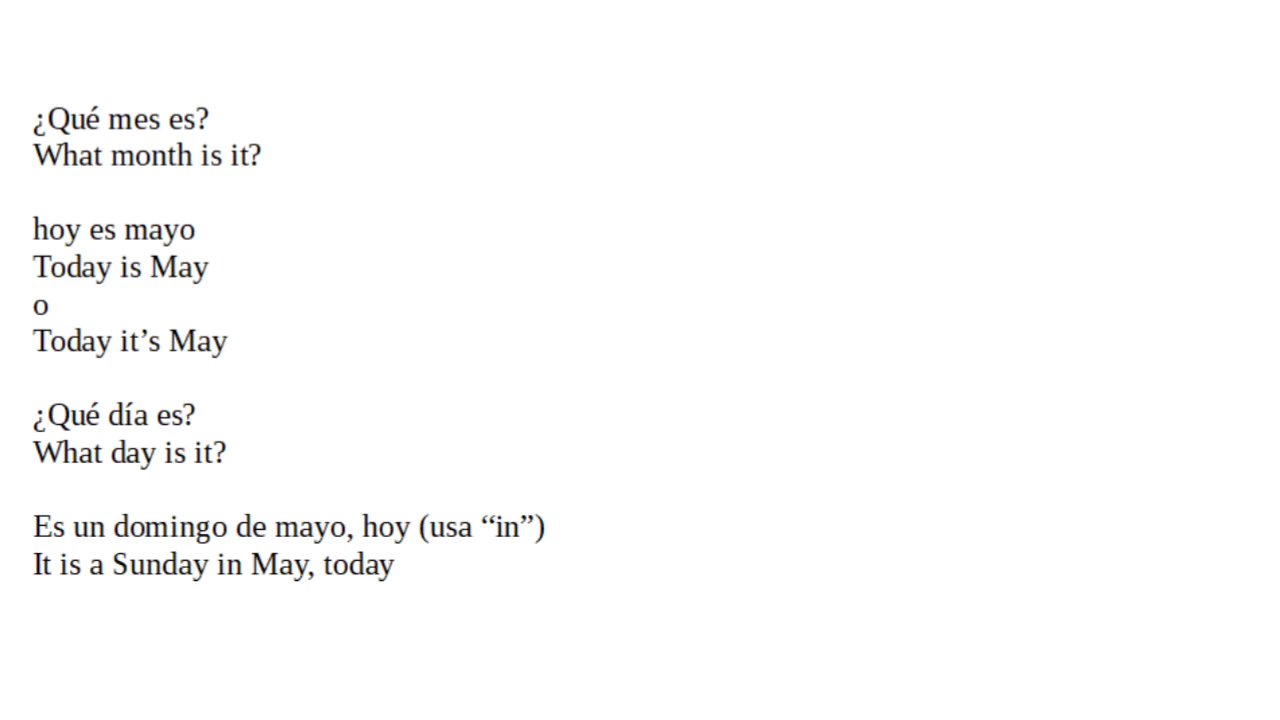 ¿Qué mes es?
What month is it?
hoy es mayo
Today is May
o
Today it’s May
¿Qué día es?
What day is it?
Es un domingo de mayo, hoy (usa “in”)
It is a Sunday in May, today